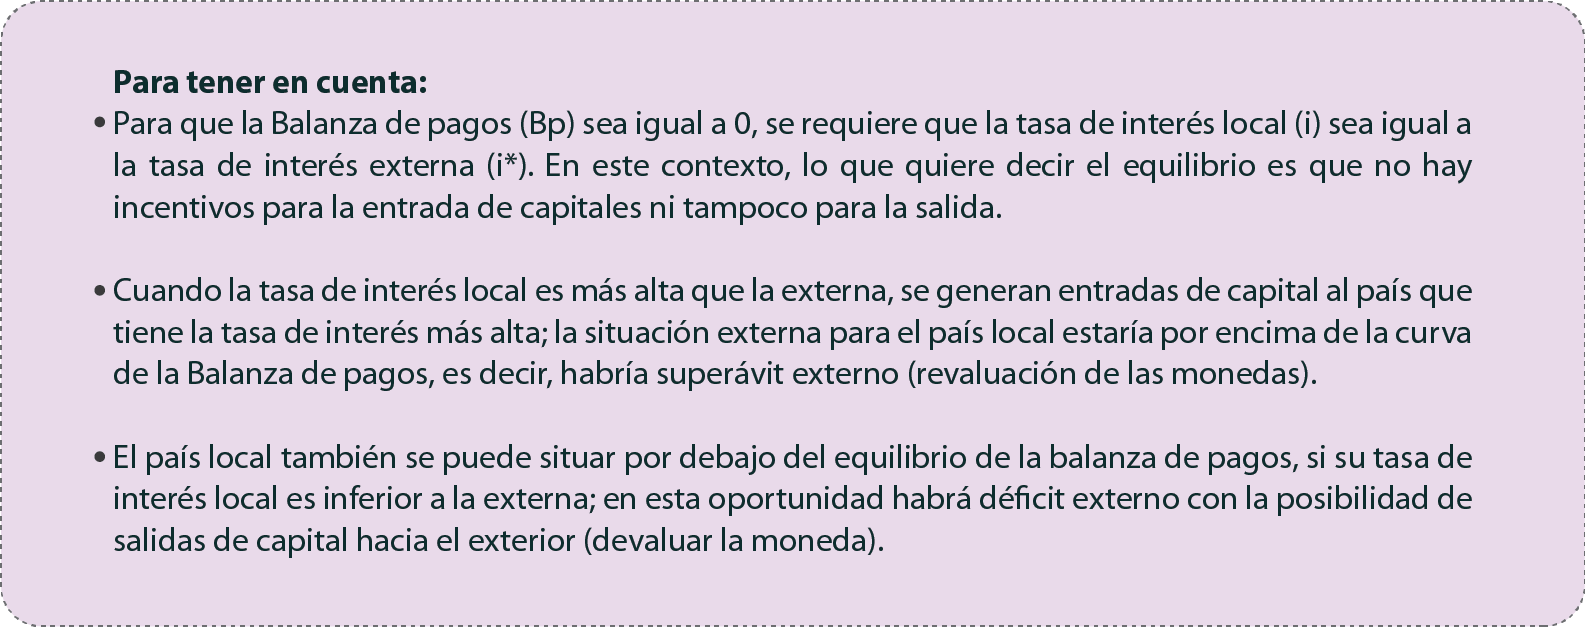 Para tener en cuenta:
• Para que la Balanza de pagos (Bp) sea igual a 0, se requiere que la tasa de interés local (i) sea igual a
la tasa de interés externa (i*). En este contexto, lo que quiere decir el equilibrio es que no hay
incentivos para la entrada de capitales ni tampoco para la salida.
• Cuando la tasa de interés local es más alta que la externa, se generan entradas de capital al país que
tiene la tasa de interés más alta; la situación externa para el país local estaría por encima de la curva
de la Balanza de pagos, es decir, habría superávit externo (revaluación de las monedas).
• El país local también se puede situar por debajo del equilibrio de la balanza de pagos, si su tasa de
interés local es inferior a la externa; en esta oportunidad habrá déficit externo con la posibilidad de
salidas de capital hacia el exterior (devaluar la moneda).